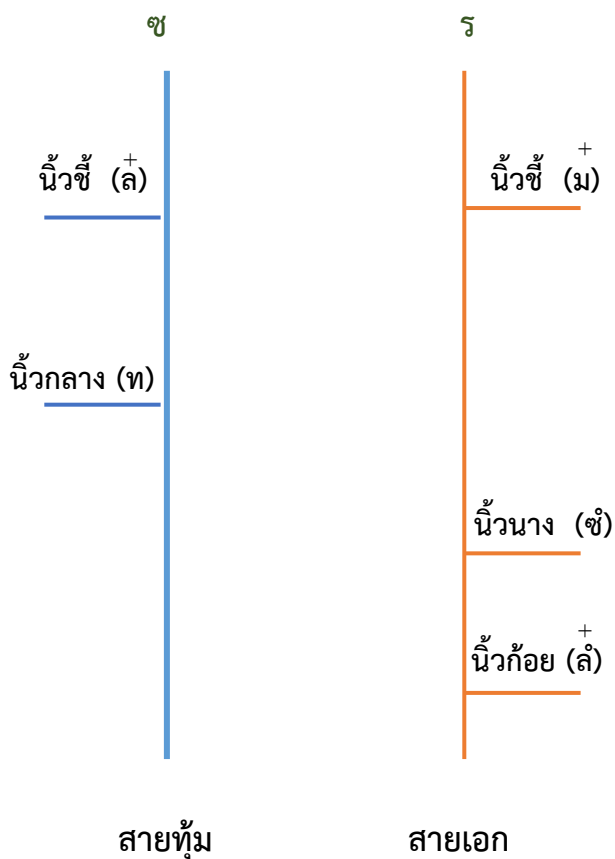 ซ ร
+ +
นิ้วชี้ (ล) นิ้วชี้ (ม)
นิ้วกลาง (ท)
นิ้วนาง (ซํ)
+
นิ้วก้อย (ลํ)
สายทุ้ม สายเอก